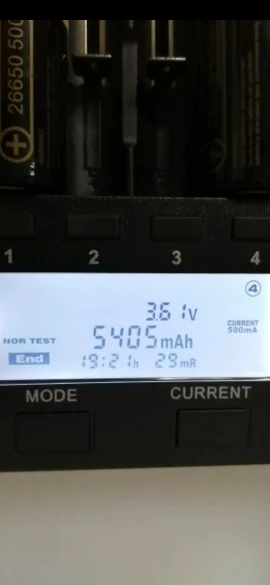 26650 500
1 2 3 4
4
3.61V
CURRENT
500mA
NOR TEST
5405mAh
End
19:21h 29mR
MODE CURRENT